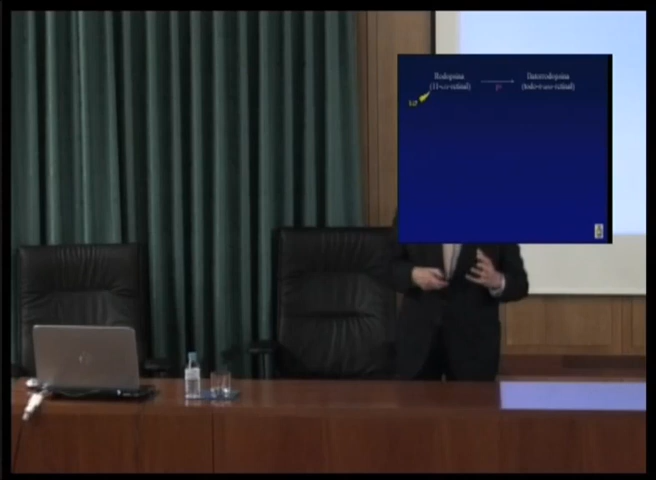 Rodopsina
(11-cis-retinal)
Batorrodopsina
(todo-trans-retinal)